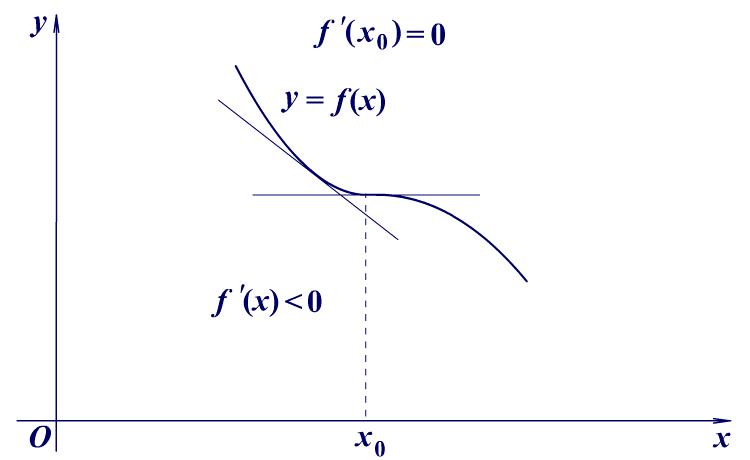 y
f ′(x₀) = 0
y = f(x)
f ′(x) < 0
O
x₀
x